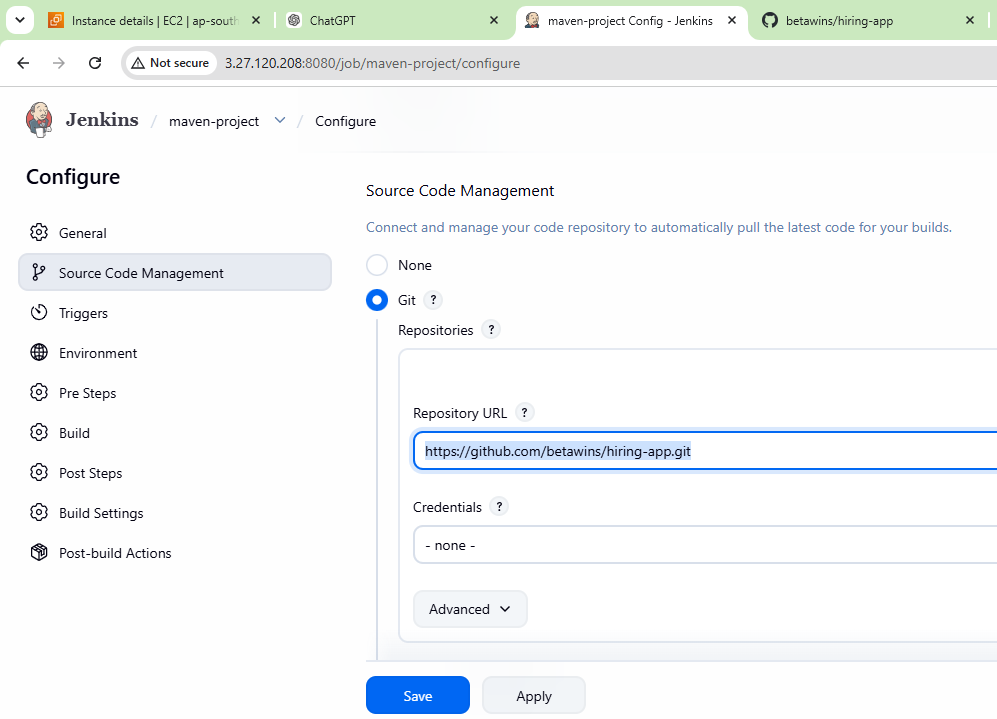 Instance details | EC2 | ap-south
ChatGPT
maven-project Config - Jenkins
betawins/hiring-app
Not secure
3.27.120.208:8080/job/maven-project/configure
Jenkins / maven-project / Configure
Configure
General
Source Code Management
Triggers
Environment
Pre Steps
Build
Post Steps
Build Settings
Post-build Actions
Source Code Management
Connect and manage your code repository to automatically pull the latest code for your builds.
None
Git ?
Repositories ?
Repository URL ?
https://github.com/betawins/hiring-app.git
Credentials ?
- none -
Advanced
Save
Apply